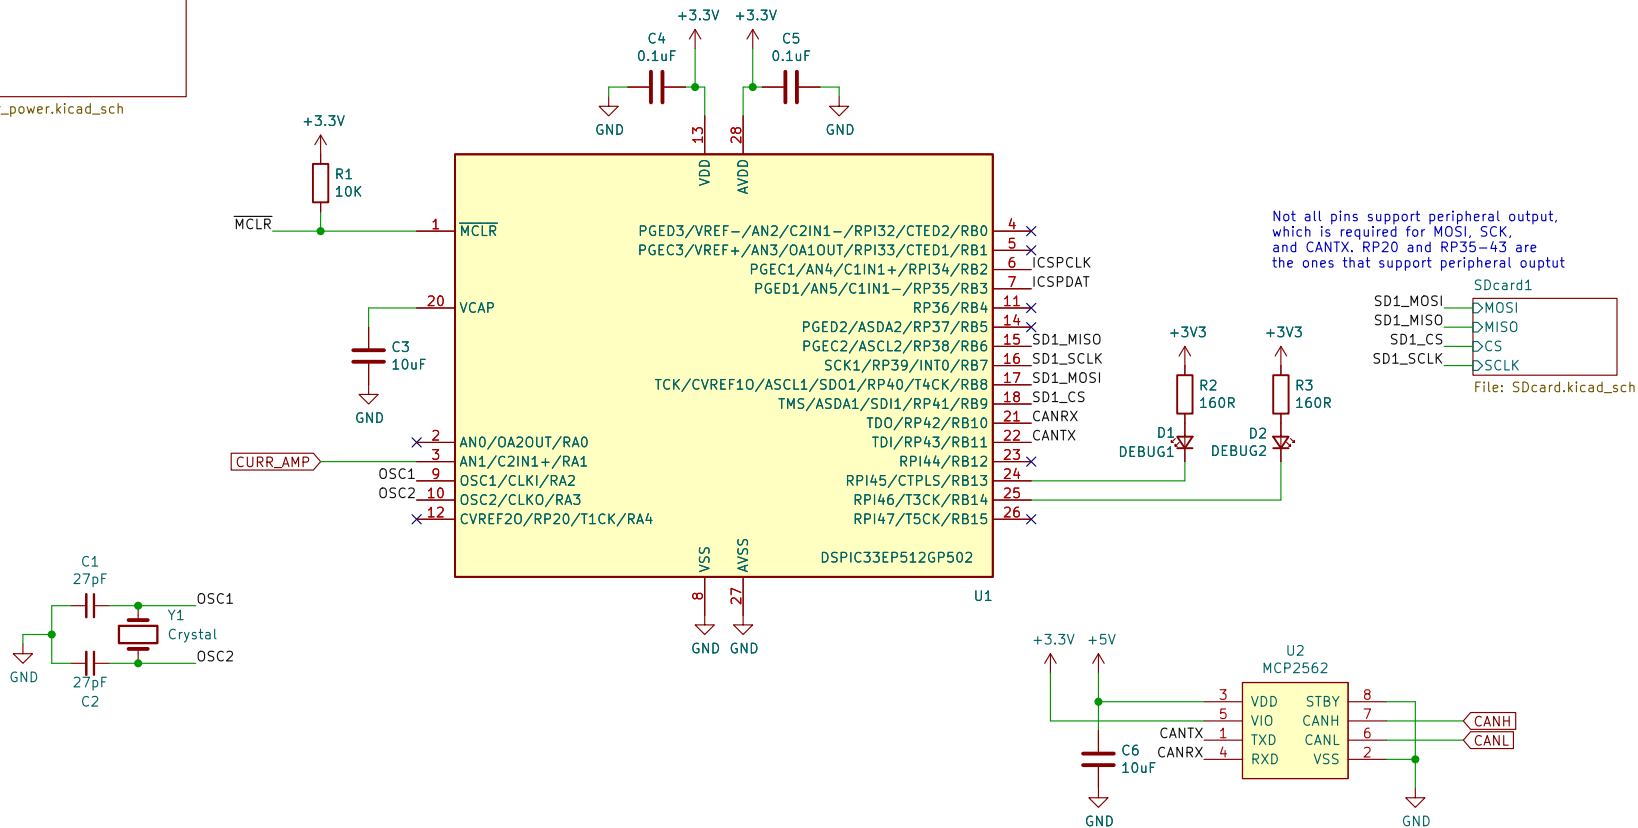 _power.kicad_sch
+3.3V
+3.3V
C4
0.1uF
C5
0.1uF
GND
GND
13
28
VDD
AVDD
+3.3V
R1
10K
MCLR
1
MCLR
20
VCAP
C3
10uF
GND
2
AN0/OA2OUT/RA0
CURR_AMP
3
AN1/C2IN1+/RA1
OSC1
9
OSC1/CLKI/RA2
OSC2
10
OSC2/CLKO/RA3
12
CVREF2O/RP20/T1CK/RA4
PGED3/VREF-/AN2/C2IN1-/RPI32/CTED2/RB0
4
PGEC3/VREF+/AN3/OA1OUT/RPI33/CTED1/RB1
5
PGEC1/AN4/C1IN1+/RPI34/RB2
6
ICSPCLK
PGED1/AN5/C1IN1-/RP35/RB3
7
ICSPDAT
RP36/RB4
11
PGED2/ASDA2/RP37/RB5
14
PGEC2/ASCL2/RP38/RB6
15
SD1_MISO
SCK1/RP39/INT0/RB7
16
SD1_SCLK
TCK/CVREF1O/ASCL1/SDO1/RP40/T4CK/RB8
17
SD1_MOSI
TMS/ASDA1/SDI1/RP41/RB9
18
SD1_CS
TDO/RP42/RB10
21
CANRX
TDI/RP43/RB11
22
CANTX
RPI44/RB12
23
RPI45/CTPLS/RB13
24
RPI46/T3CK/RB14
25
RPI47/T5CK/RB15
26
DSPIC33EP512GP502
U1
VSS
AVSS
8
27
GND
GND
+3V3
R2
160R
D1
DEBUG1
+3V3
R3
160R
D2
DEBUG2
Not all pins support peripheral output,
which is required for MOSI, SCK,
and CANTX. RP20 and RP35-43 are
the ones that support peripheral ouptut
SDcard1
SD1_MOSI
MOSI
SD1_MISO
MISO
SD1_CS
CS
SD1_SCLK
SCLK
File: SDcard.kicad_sch
C1
27pF
OSC1
Y1
Crystal
OSC2
GND
27pF
C2
+3.3V
+5V
U2
MCP2562
3
VDD
5
VIO
CANTX
1
TXD
CANRX
4
RXD
STBY
8
CANH
7
CANH
CANL
6
CANL
VSS
2
C6
10uF
GND
GND